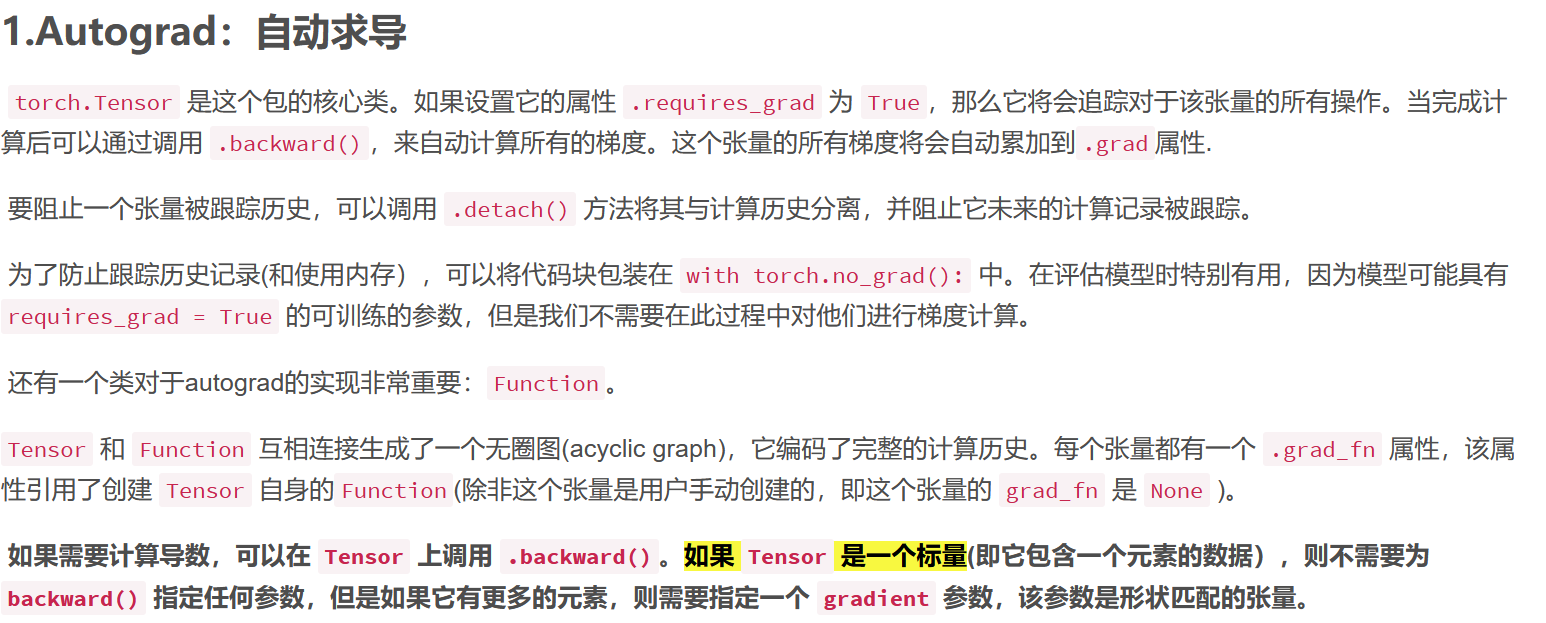 1.Autograd：自动求导
torch.Tensor 是这个包的核心类。如果设置它的属性 .requires_grad 为 True，那么它将会追踪对于该张量的所有操作。当完成计
算后可以通过调用 .backward()，来自动计算所有的梯度。这个张量的所有梯度将会自动累加到 .grad属性.
要阻止一个张量被跟踪历史，可以调用 .detach() 方法将其与计算历史分离，并阻止它未来的计算记录被跟踪。
为了防止跟踪历史记录(和使用内存），可以将代码块包装在 with torch.no_grad(): 中。在评估模型时特别有用，因为模型可能具有
requires_grad = True 的可训练的参数，但是我们不需要在此过程中对他们进行梯度计算。
还有一个类对于autograd的实现非常重要：Function。
Tensor 和 Function 互相连接生成了一个无圈图(acyclic graph)，它编码了完整的计算历史。每个张量都有一个 .grad_fn 属性，该属
性引用了创建 Tensor 自身的Function(除非这个张量是用户手动创建的，即这个张量的 grad_fn 是 None )。
如果需要计算导数，可以在 Tensor 上调用 .backward()。如果 Tensor 是一个标量(即它包含一个元素的数据），则不需要为
backward() 指定任何参数，但是如果它有更多的元素，则需要指定一个 gradient 参数，该参数是形状匹配的张量。